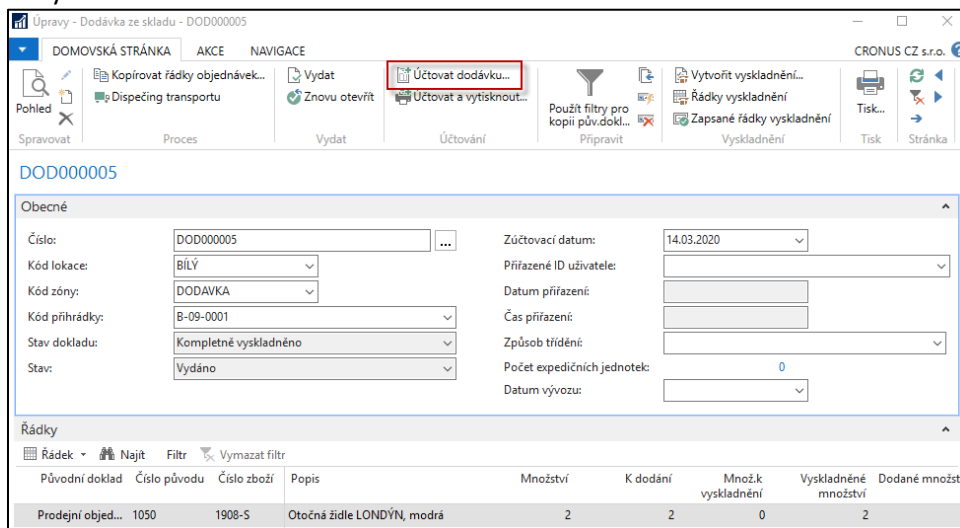 Úpravy - Dodávka ze skladu - DOD000005
DOMOVSKÁ STRÁNKA AKCE NAVIGACE CRONUS CZ s.r.o.
Pohled
Kopírovat řádky objednávek...
Dispečing transportu
Vydat
Znovu otevřít
Účtovat dodávku...
Účtovat a vytisknout...
Použít filtry pro
kopii pův.dokl...
Vytvořit vyskladnění...
Řádky vyskladnění
Zapsané řádky vyskladnění
Tisk...
Spravovat Proces Vydat Účtování Připravit Vyskladnění Tisk Stránka
DOD000005
Obecné
Číslo: DOD000005 ... Zúčtovací datum: 14.03.2020
Kód lokace: BÍLÝ Přiřazené ID uživatele:
Kód zóny: DODAVKA Datum přiřazení:
Kód přihrádky: B-09-0001 Čas přiřazení:
Stav dokladu: Kompletně vyskladněno Způsob třídění:
Stav: Vydáno Počet expedičních jednotek: 0
Datum vývozu:
Řádky
Řádek Najít Filtr Vymazat filtr
Původní doklad Číslo původu Číslo zboží Popis Množství K dodání Množ.k vyskladnění Vyskladněné množství Dodané množst
Prodejní objed... 1050 1908-S Otočná židle LONDÝN, modrá 2 2 0 2